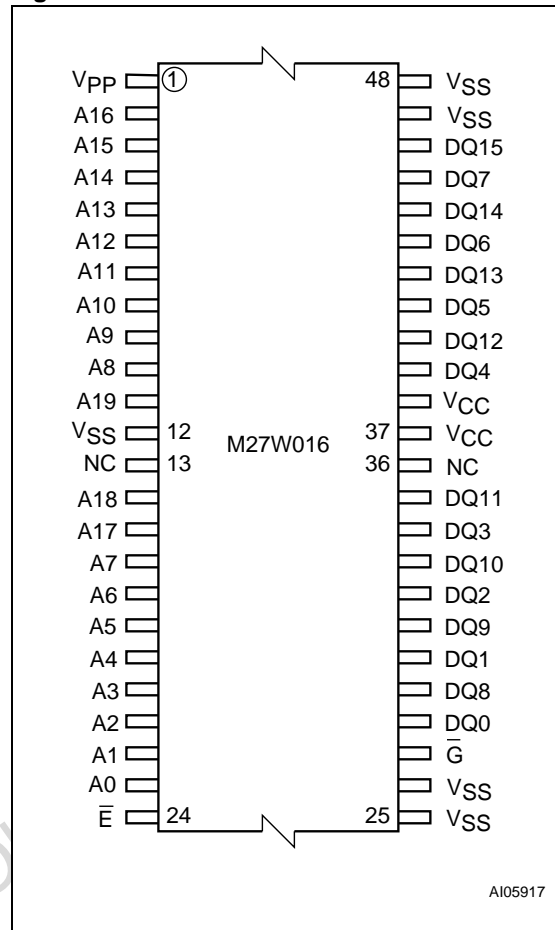 VPP 1 48 VSS
A16 VSS
A15 DQ15
A14 DQ7
A13 DQ14
A12 DQ6
A11 DQ13
A10 DQ5
A9 DQ12
A8 DQ4
A19 VCC
VSS 12 M27W016 37 VCC
NC 13 36 NC
A18 DQ11
A17 DQ3
A7 DQ10
A6 DQ2
A5 DQ9
A4 DQ1
A3 DQ8
A2 DQ0
A1 G̅
A0 VSS
E̅ 24 25 VSS
AI05917